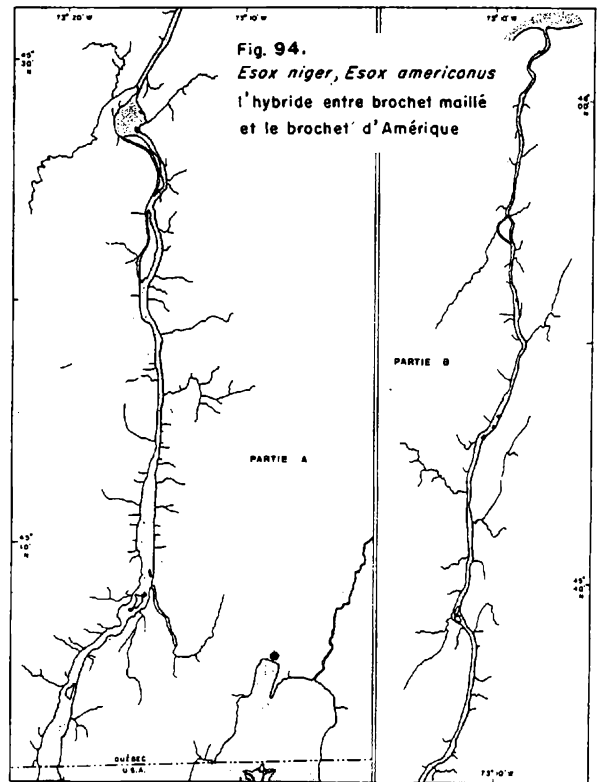 73° 20' W
73° 10' W
73° 10' W
Fig. 94.
Esox niger, Esox americanus
l'hybride entre brochet maillé
et le brochet d'Amérique
45°
30'
N
46°
00'
N
PARTIE B
PARTIE A
45°
10'
N
45°
40'
N
QUÉBEC
U.S.A.
73° 10' W